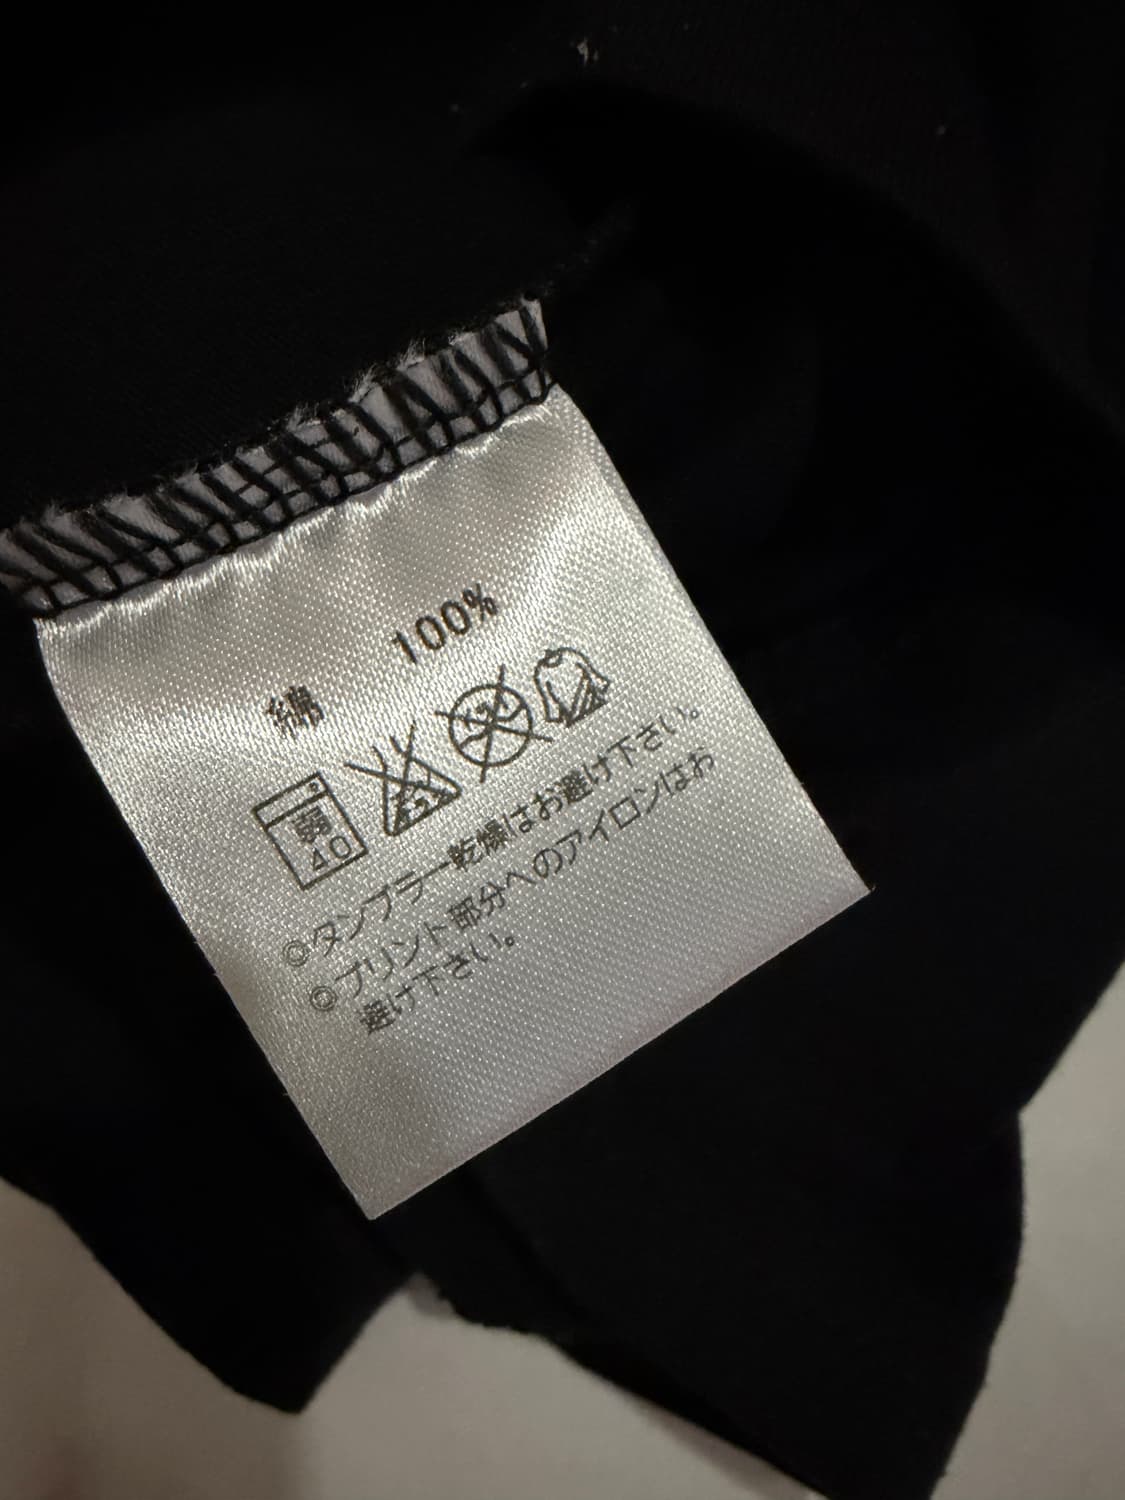 綿 100%
弱 40
◎タンブラー乾燥はお避け下さい。
◎プリント部分へのアイロンはお
避け下さい。